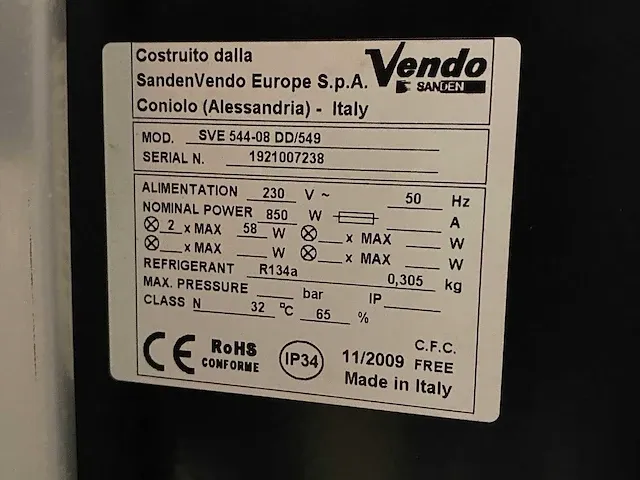 Costruito dalla
SandenVendo Europe S.p.A.
Coniolo (Alessandria) - Italy
Vendo
SANDEN
MOD. SVE 544-08 DD/549
SERIAL N. 1921007238
ALIMENTATION 230 V ~ 50 Hz
NOMINAL POWER 850 W A
2 x MAX 58 W x MAX W
x MAX W x MAX W
REFRIGERANT R134a 0,305 kg
MAX. PRESSURE bar IP
CLASS N 32 °C 65 %
CE RoHS CONFORME IP34 11/2009 C.F.C. FREE
Made in Italy